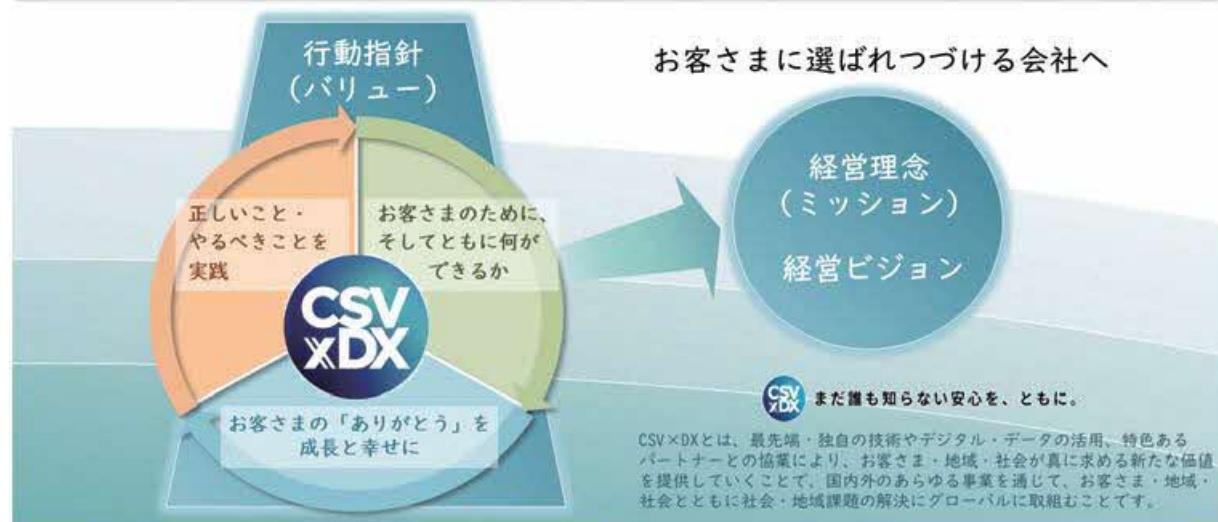 行動指針
(バリュー)
お客さまに選ばれつづける会社へ
正しいこと・
やるべきことを
実践
お客さまのために、
そしてともに何が
できるか
CSV
×DX
お客さまの「ありがとう」を
成長と幸せに
経営理念
(ミッション)
経営ビジョン
CSV
×DX
まだ誰も知らない安心を、ともに。
CSV×DXとは、最先端・独自の技術やデジタル・データの活用、特色ある
パートナーとの協業により、お客さま・地域・社会が真に求める新たな価値
を提供していくことで、国内外のあらゆる事業を通じて、お客さま・地域・
社会とともに社会・地域課題の解決にグローバルに取組むことです。